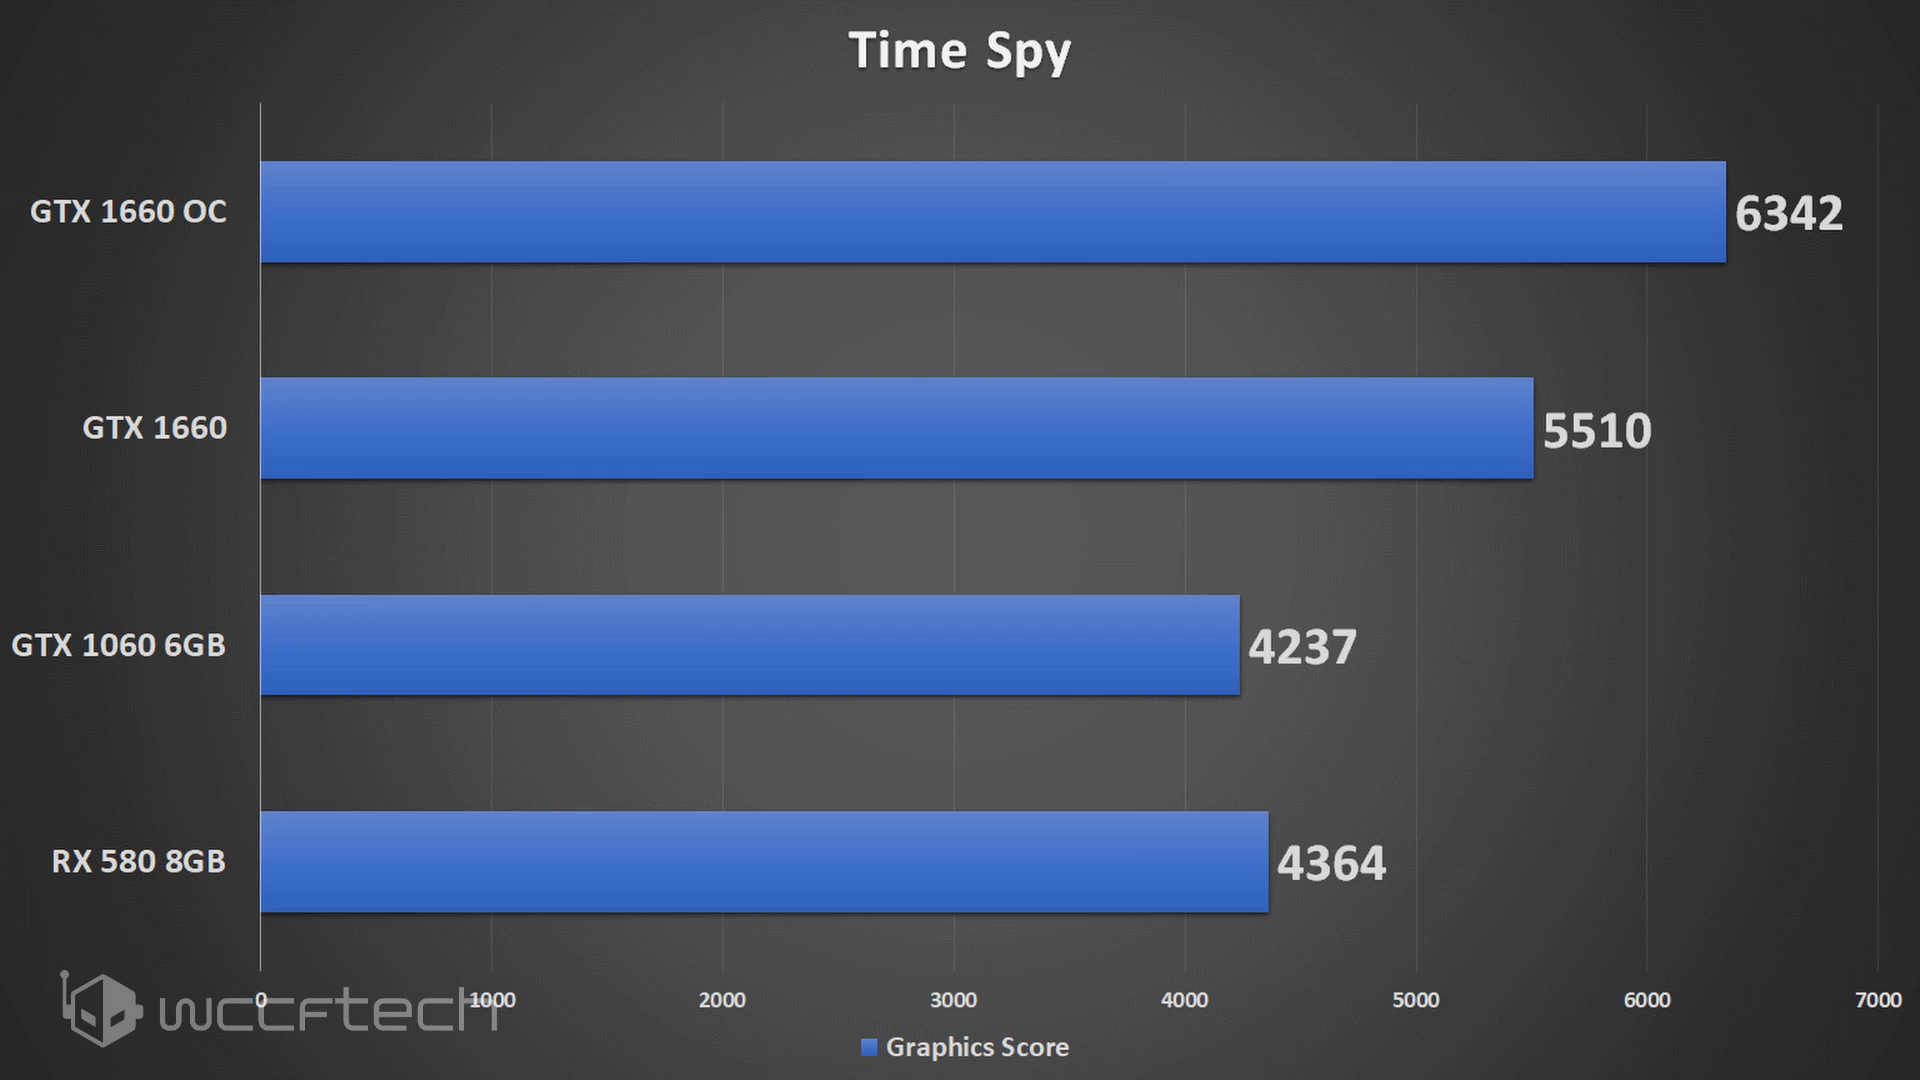 Time Spy
GTX 1660 OC
6342
GTX 1660
5510
GTX 1060 6GB
4237
RX 580 8GB
4364
0 1000 2000 3000 4000 5000 6000 7000
wccftech
Graphics Score